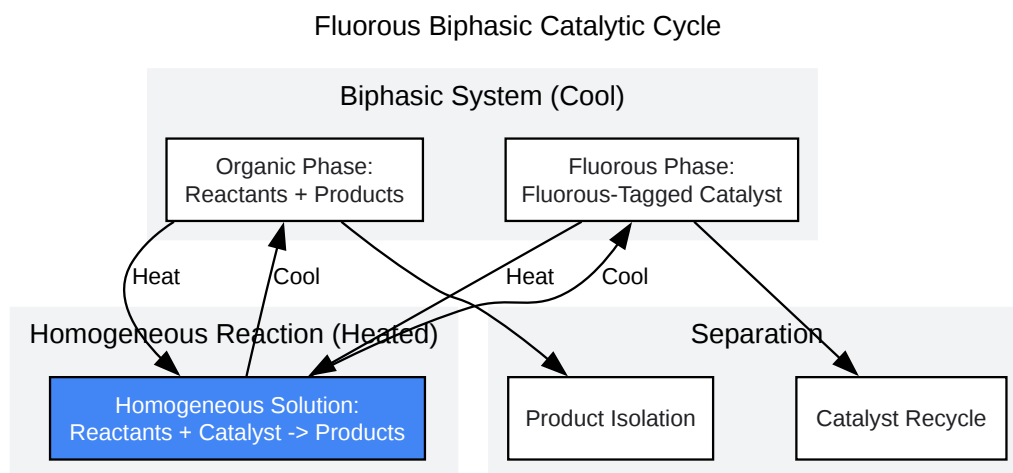 Fluorous Biphasic Catalytic Cycle
Biphasic System (Cool)
Organic Phase:
Reactants + Products
Fluorous Phase:
Fluorous-Tagged Catalyst
Heat
Cool
Heat
Cool
Homogeneous Reaction (Heated)
Separation
Homogeneous Solution:
Reactants + Catalyst -> Products
Product Isolation
Catalyst Recycle